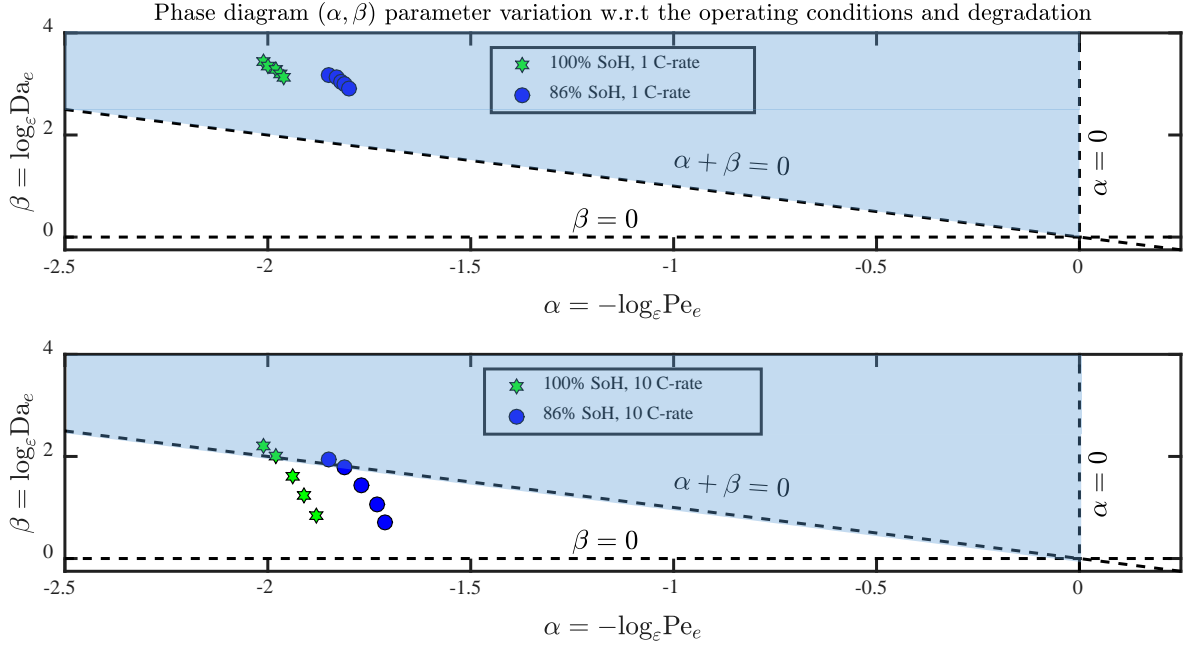 Phase diagram (α, β) parameter variation w.r.t the operating conditions and degradation
4
2
0
β = log_ε Da_e
100% SoH, 1 C-rate
86% SoH, 1 C-rate
α + β = 0
β = 0
α = 0
-2.5
-2
-1.5
-1
-0.5
0
α = −log_ε Pe_e
4
2
0
β = log_ε Da_e
100% SoH, 10 C-rate
86% SoH, 10 C-rate
α + β = 0
β = 0
α = 0
-2.5
-2
-1.5
-1
-0.5
0
α = −log_ε Pe_e